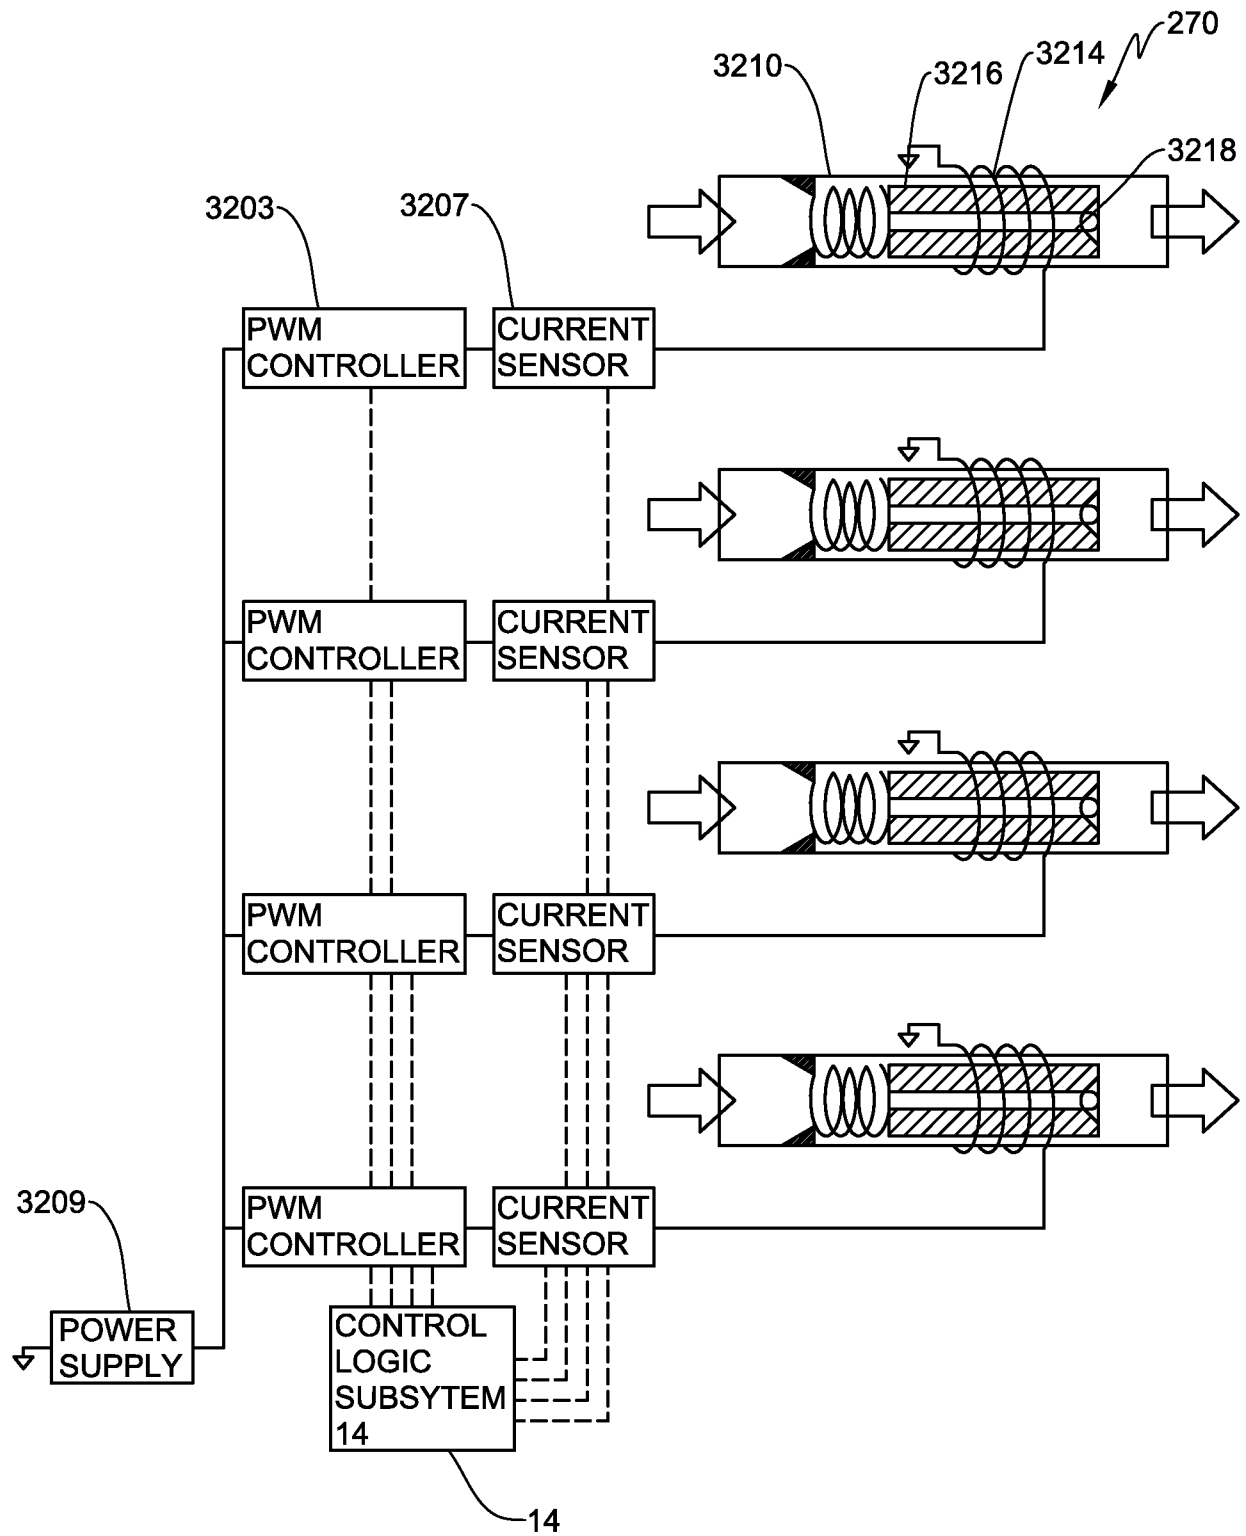 270
3214
3210
3216
3218
3203
3207
PWM
CONTROLLER
CURRENT
SENSOR
PWM
CONTROLLER
CURRENT
SENSOR
PWM
CONTROLLER
CURRENT
SENSOR
3209
PWM
CONTROLLER
CURRENT
SENSOR
POWER
SUPPLY
CONTROL
LOGIC
SUBSYTEM
14
14